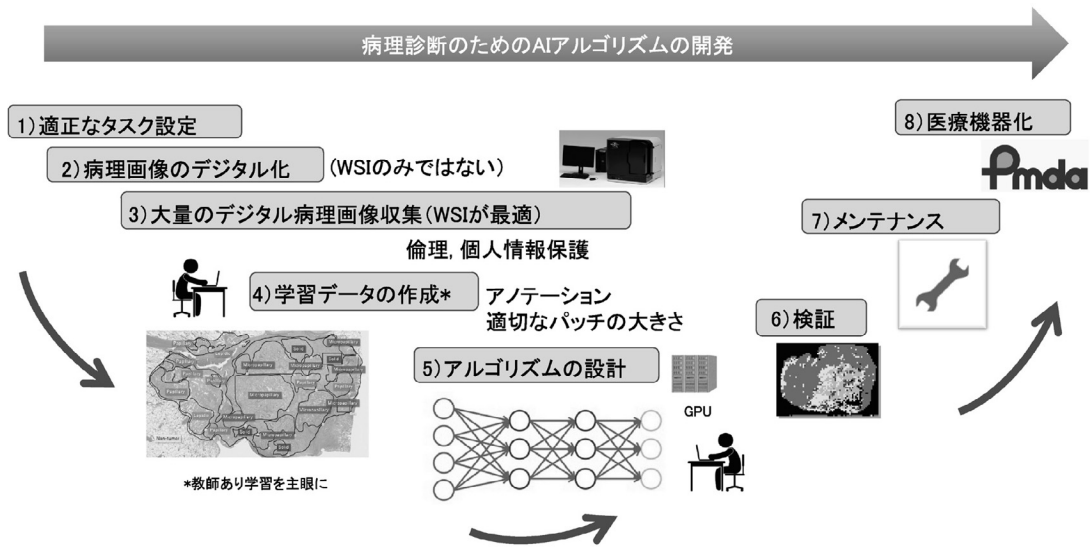 病理診断のためのAIアルゴリズムの開発
1)適正なタスク設定
2)病理画像のデジタル化 (WSIのみではない)
3)大量のデジタル病理画像収集(WSIが最適)
倫理, 個人情報保護
4)学習データの作成*
アノテーション
適切なパッチの大きさ
*教師あり学習を主眼に
5)アルゴリズムの設計
GPU
6)検証
7)メンテナンス
8)医療機器化
Pmda